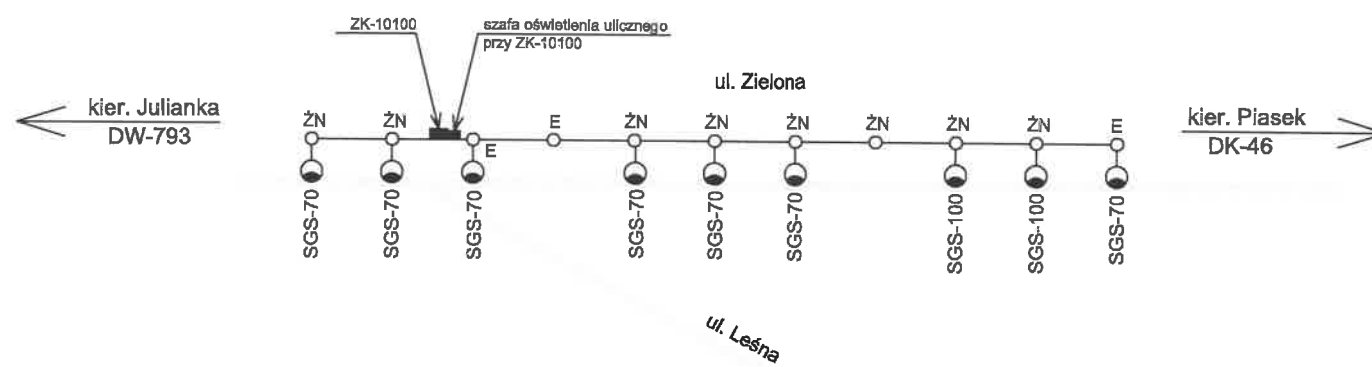 ZK-10100
szafa oświetlenia ulicznego
przy ZK-10100
ul. Zielona
kier. Julianka
DW-793
kier. Piasek
DK-46
ŻN
ŻN
E
E
ŻN
ŻN
ŻN
ŻN
ŻN
ŻN
E
SGS-70
SGS-70
SGS-70
SGS-70
SGS-70
SGS-70
SGS-100
SGS-100
SGS-70
ul. Leśna